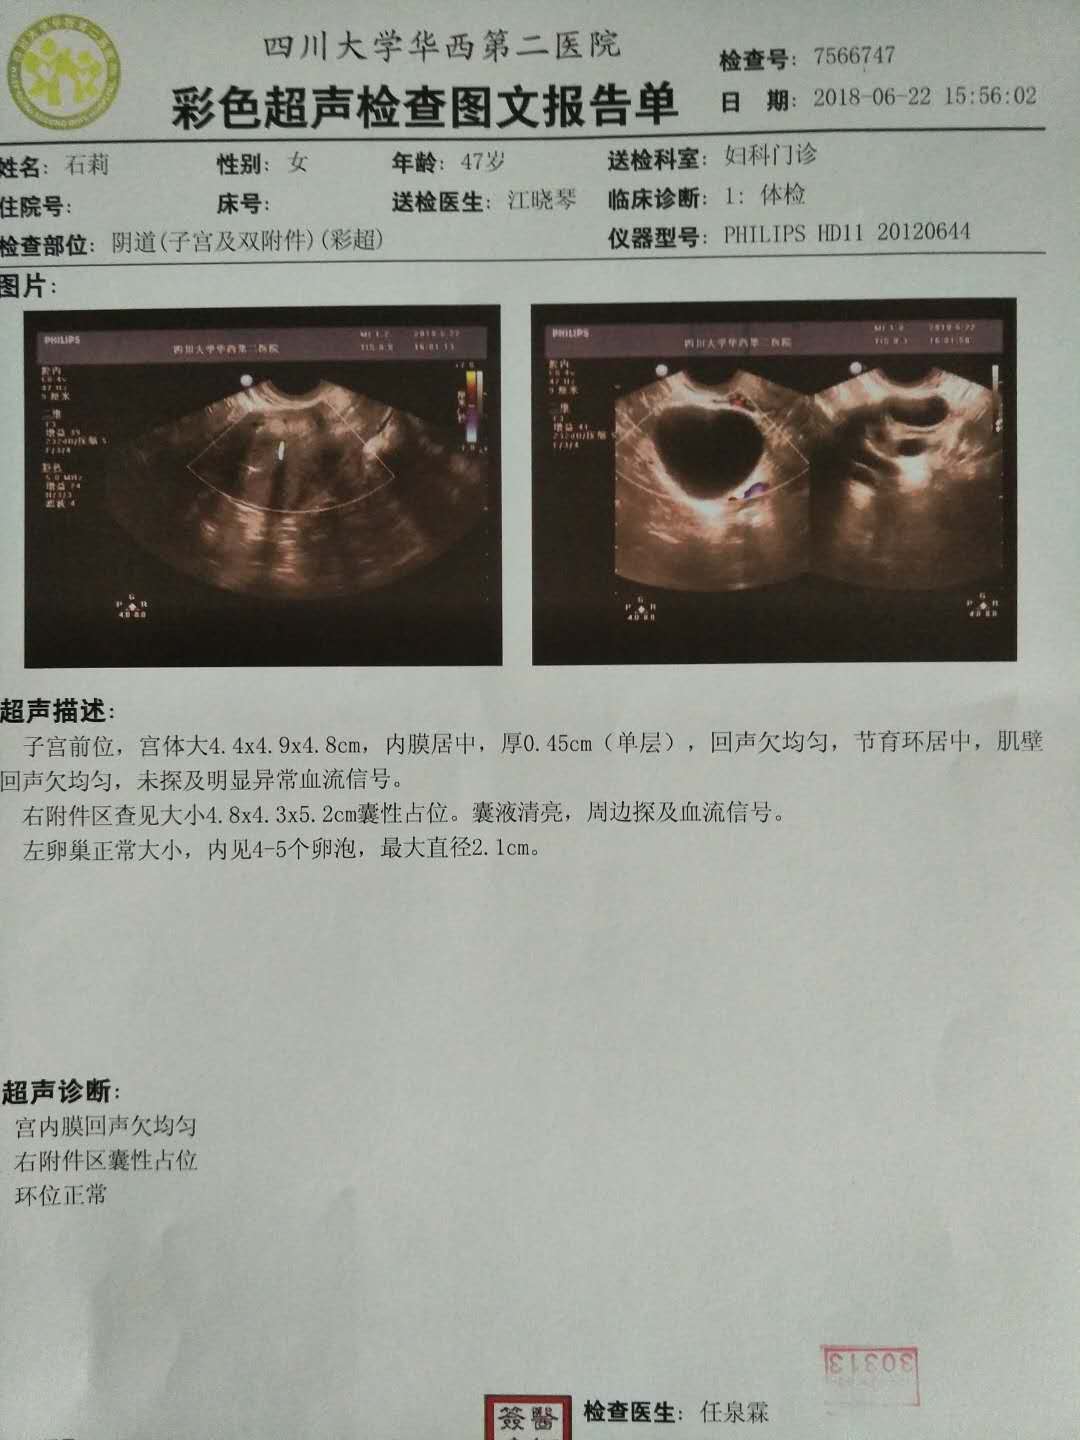 四川大学华西第二医院
检查号：7566747
彩色超声检查图文报告单
日 期：2018-06-22 15:56:02
姓名：石莉 性别：女 年龄：47岁 送检科室：妇科门诊
住院号： 床号： 送检医生：江晓琴 临床诊断：1：体检
检查部位：阴道(子宫及双附件)(彩超) 仪器型号：PHILIPS HD11 20120644
图片：
PHILIPS
四川大学华西第二医院
PHILIPS
四川大学华西第二医院
超声描述：
子宫前位，宫体大4.4x4.9x4.8cm，内膜居中，厚0.45cm（单层），回声欠均匀，节育环居中，肌壁
回声欠均匀，未探及明显异常血流信号。
右附件区查见大小4.8x4.3x5.2cm囊性占位。囊液清亮，周边探及血流信号。
左卵巢正常大小，内见4-5个卵泡，最大直径2.1cm。
超声诊断：
宫内膜回声欠均匀
右附件区囊性占位
环位正常
30313
簽醫
检查医生：任泉霖